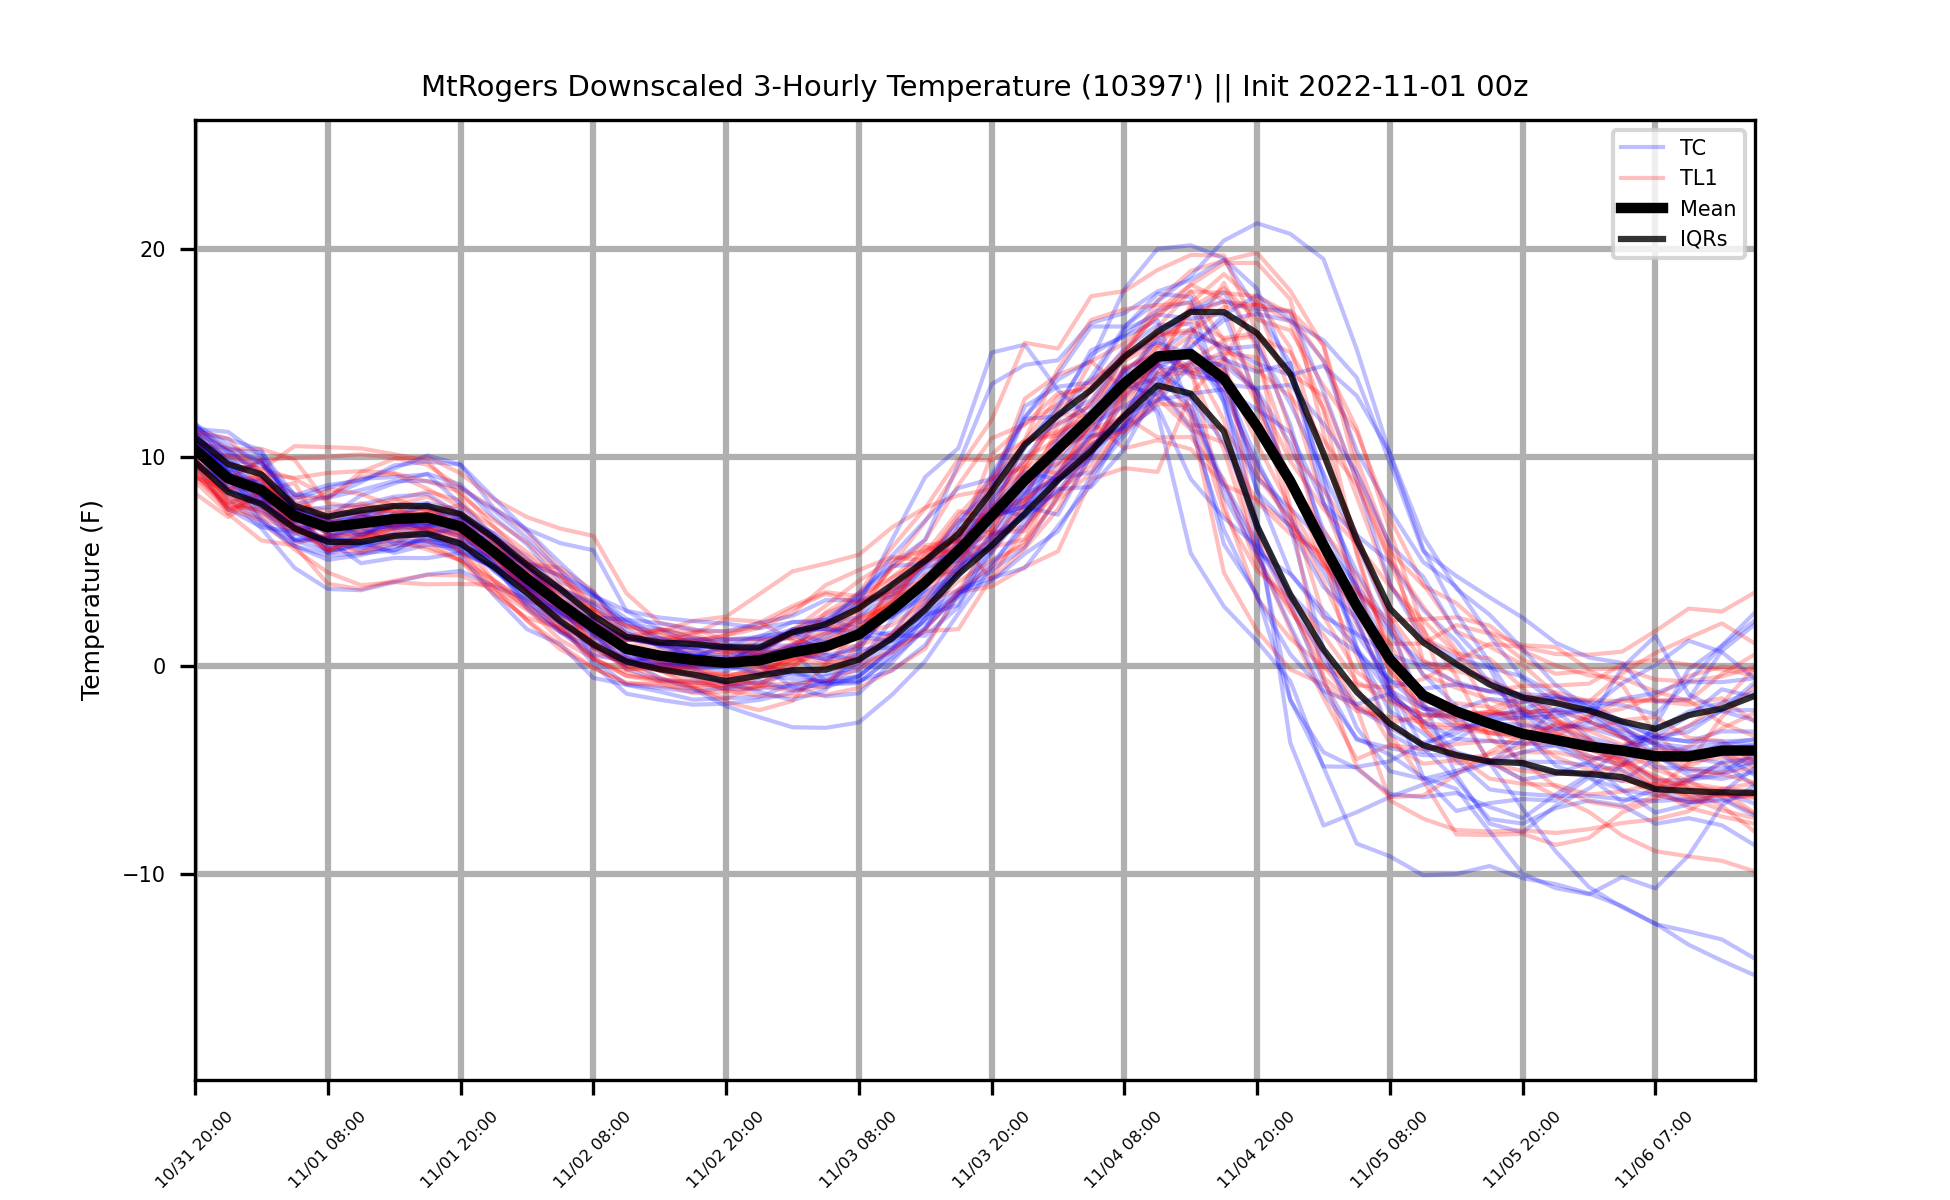 MtRogers Downscaled 3-Hourly Temperature (10397') || Init 2022-11-01 00z
TC
TL1
Mean
IQRs
Temperature (F)
20
10
0
−10
10/31 20:00
11/01 08:00
11/01 20:00
11/02 08:00
11/02 20:00
11/03 08:00
11/03 20:00
11/04 08:00
11/04 20:00
11/05 08:00
11/05 20:00
11/06 07:00